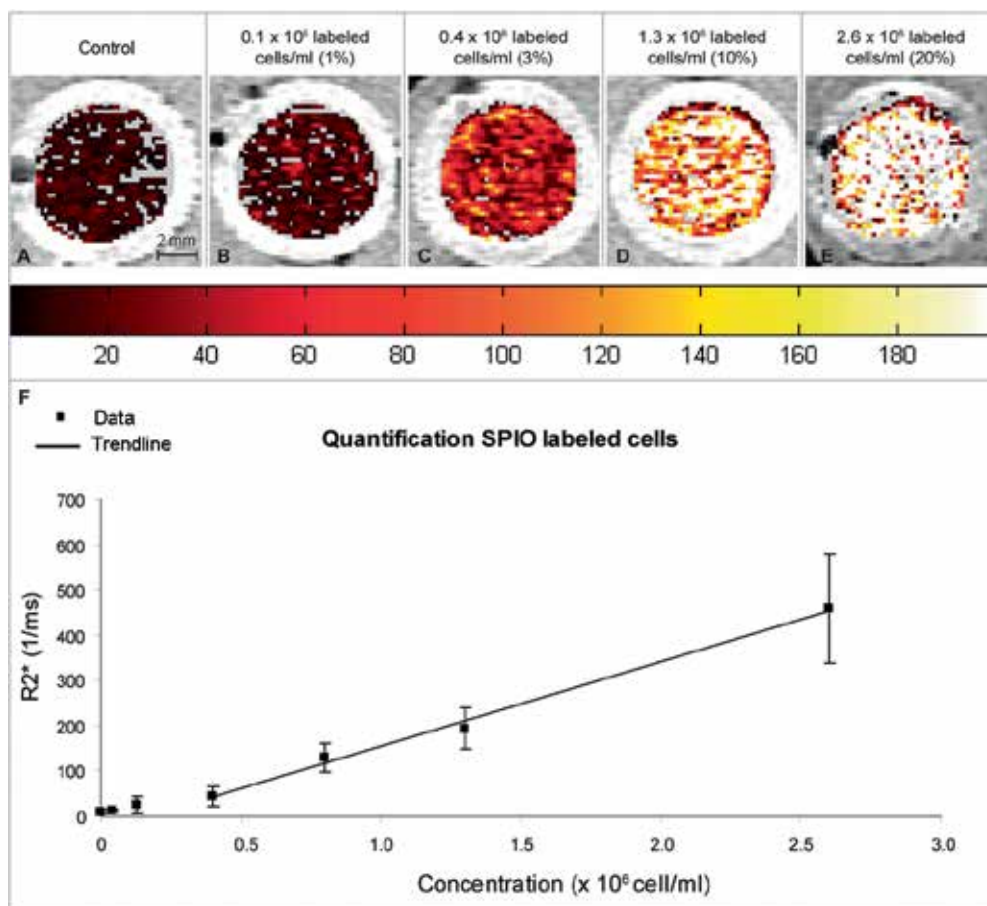 Control
0.1 x 10⁶ labeled
cells/ml (1%)
0.4 x 10⁶ labeled
cells/ml (3%)
1.3 x 10⁶ labeled
cells/ml (10%)
2.6 x 10⁶ labeled
cells/ml (20%)
A
2 mm
B
C
D
E
20 40 60 80 100 120 140 160 180
F
Data
Trendline
Quantification SPIO labeled cells
700
600
500
400
300
200
100
0
R2* (1/ms)
0 0.5 1.0 1.5 2.0 2.5 3.0
Concentration (x 10⁶ cell/ml)